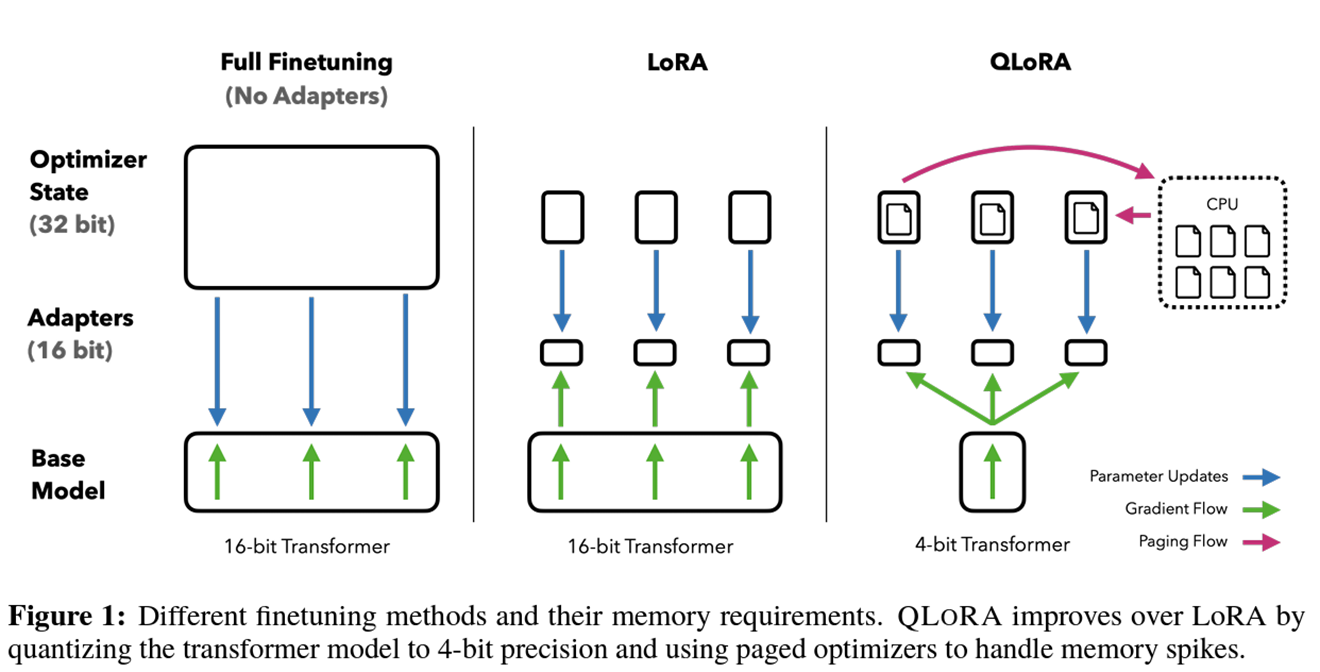 Full Finetuning
(No Adapters)
LoRA
QLoRA
Optimizer
State
(32 bit)
CPU
Adapters
(16 bit)
Base
Model
Parameter Updates
Gradient Flow
Paging Flow
16-bit Transformer
16-bit Transformer
4-bit Transformer
Figure 1: Different finetuning methods and their memory requirements. QLORA improves over LoRA by
quantizing the transformer model to 4-bit precision and using paged optimizers to handle memory spikes.